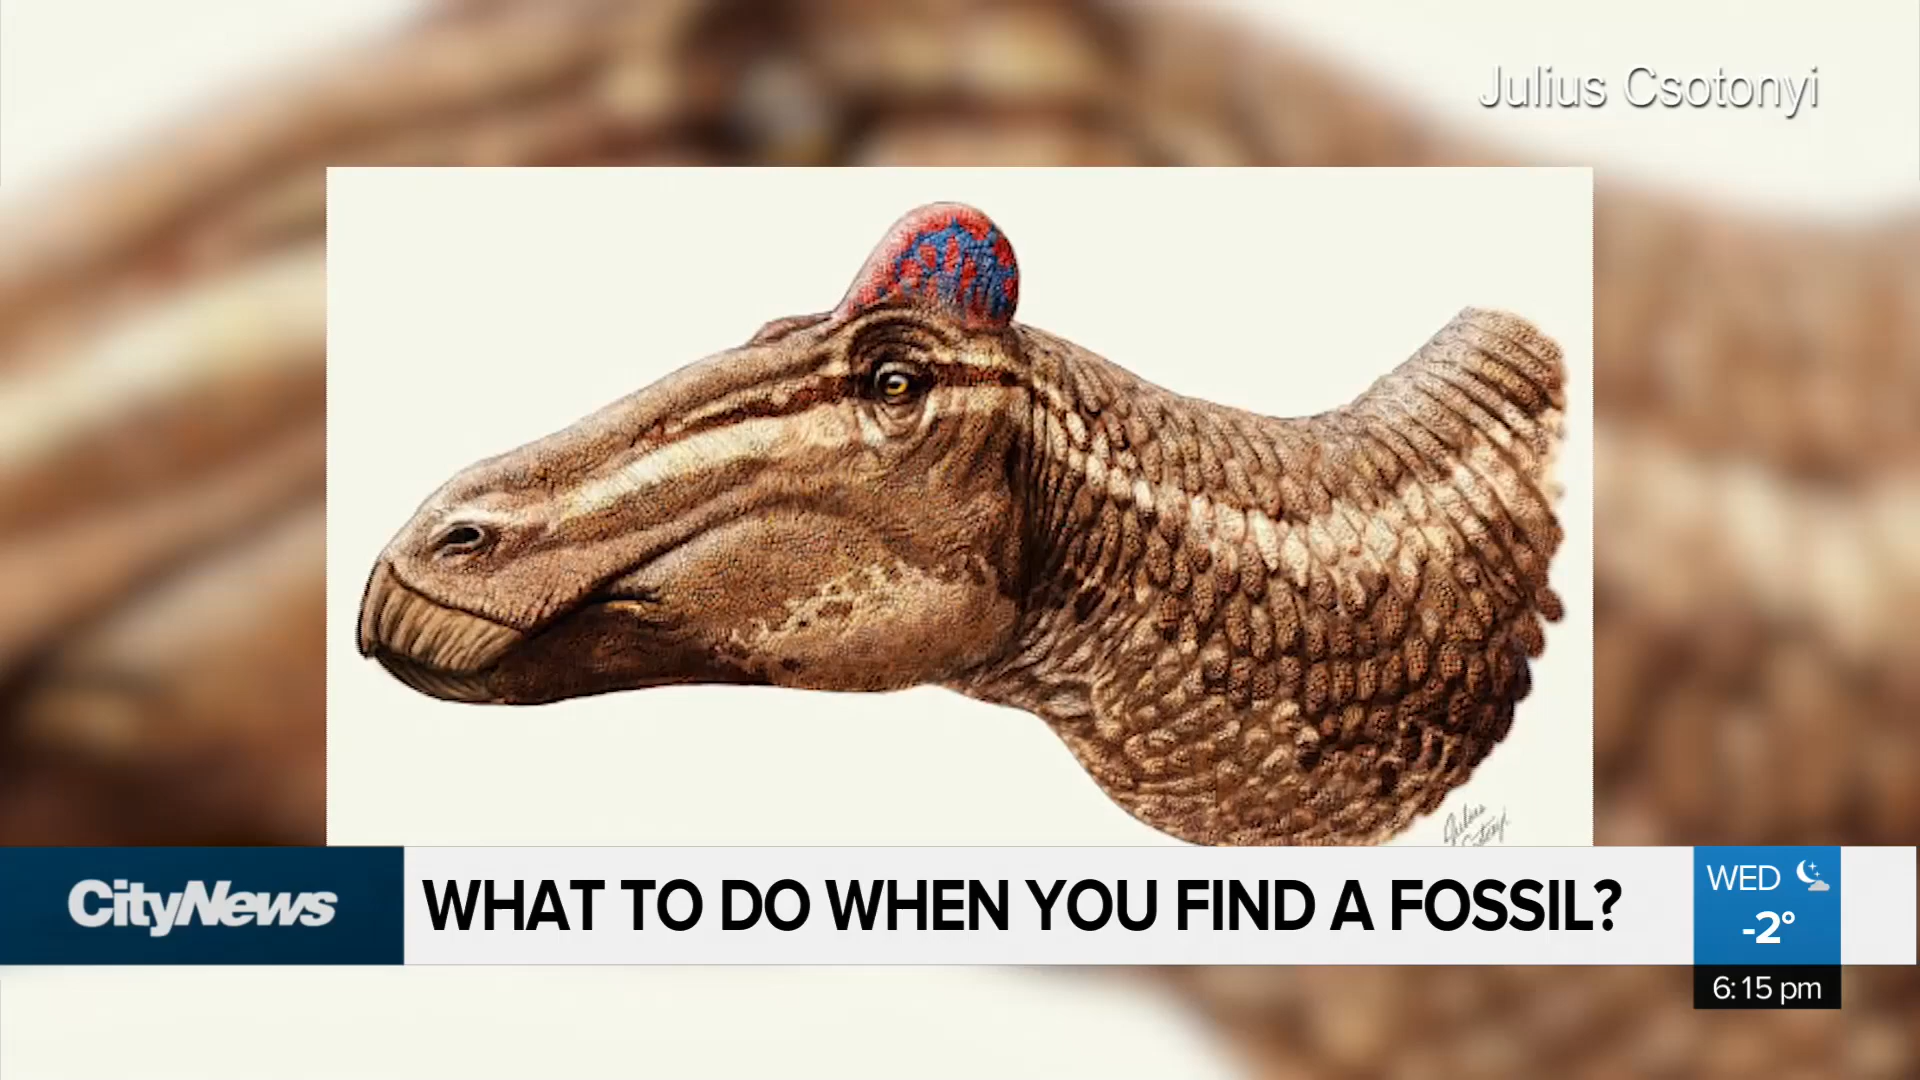 Julius Csotonyi
CityNews
WHAT TO DO WHEN YOU FIND A FOSSIL?
WED
-2°
6:15 pm